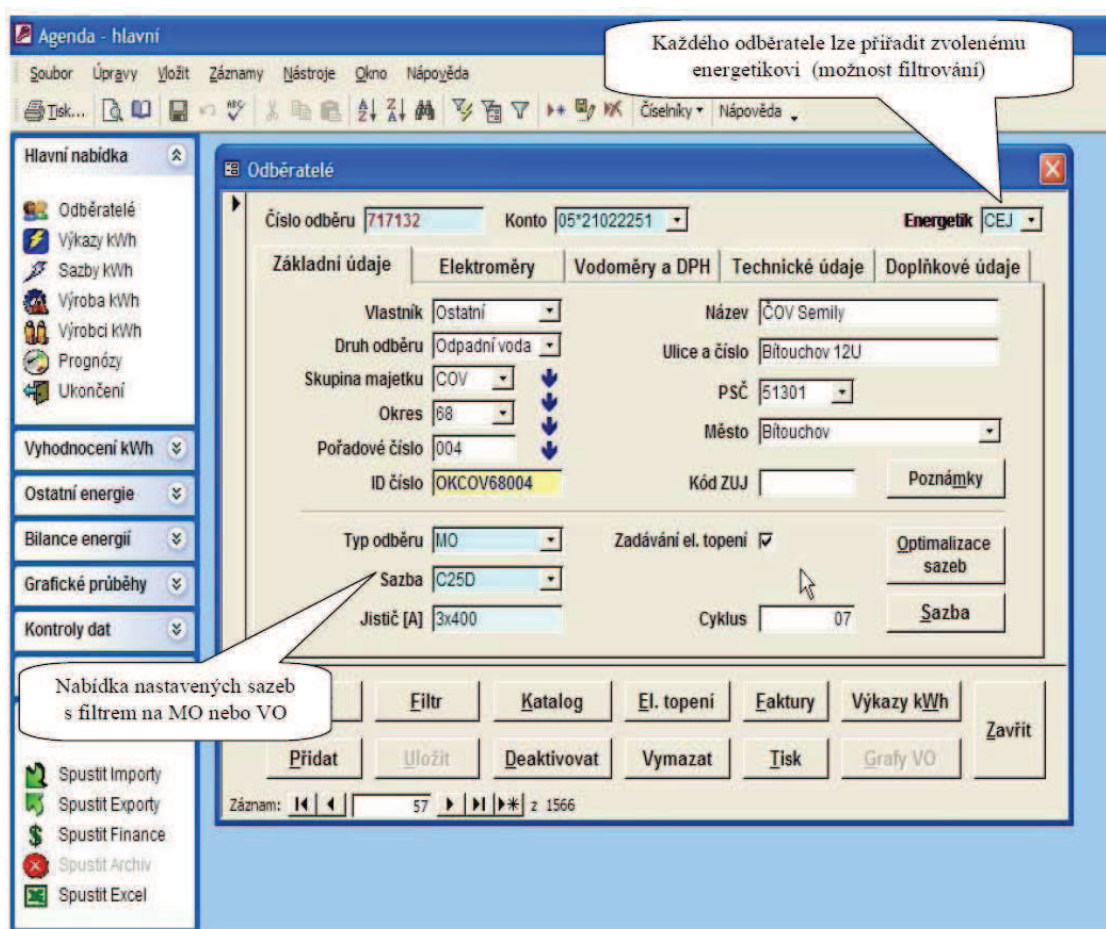 Agenda - hlavní
Každého odběratele lze přiřadit zvolenému
energetikovi (možnost filtrování)
Soubor Úpravy Vložit Záznamy Nástroje Okno Nápověda
Tisk... Číselníky Nápověda
Hlavní nabídka
Odběratelé
Výkazy kWh
Sazby kWh
Výroba kWh
Výrobci kWh
Prognózy
Ukončení
Vyhodnocení kWh
Ostatní energie
Bilance energií
Grafické průběhy
Kontroly dat
Spustit Importy
Spustit Exporty
Spustit Finance
Spustit Archiv
Spustit Excel
Odběratelé
Číslo odběru 717132 Konto 05*21022251 Energetik CEJ
Základní údaje Elektroměry Vodoměry a DPH Technické údaje Doplňkové údaje
Vlastník Ostatní Název ČOV Semily
Druh odběru Odpadní voda Ulice a číslo Bítouchov 12U
Skupina majetku COV PSČ 51301
Okres 68 Město Bítouchov
Pořadové číslo 004
ID číslo OKCOV68004 Kód ZUJ Poznámky
Typ odběru MO Zadávání el. topení Optimalizace
sazeb
Sazba C25D
Jistič [A] 3x400 Cyklus 07 Sazba
Nabídka nastavených sazeb
s filtrem na MO nebo VO
Filtr Katalog El. topení Faktury Výkazy kWh Zavřít
Přidat Uložit Deaktivovat Vymazat Tisk Grafy VO
Záznam: 57 z 1566